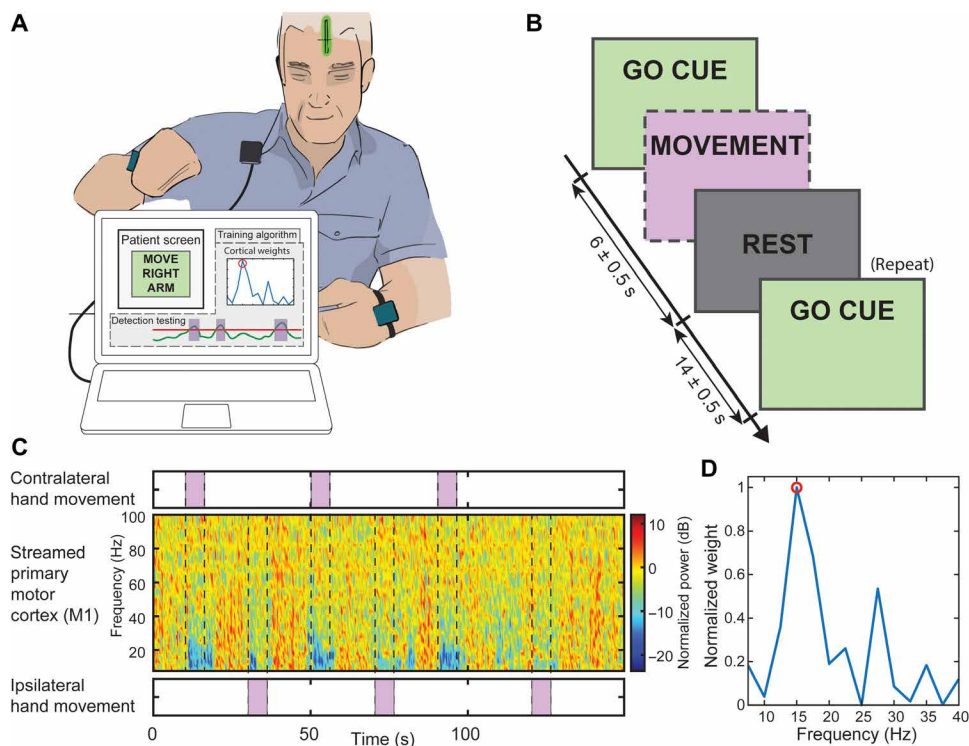 A
Patient screen
MOVE
RIGHT
ARM
Training algorithm
Cortical weights
Detection testing
B
GO CUE
MOVEMENT
REST
(Repeat)
GO CUE
6 ± 0.5 s
14 ± 0.5 s
C
Contralateral
hand movement
Streamed
primary
motor
cortex (M1)
Frequency (Hz)
100
80
60
40
20
10
0
−10
−20
Normalized power (dB)
Ipsilateral
hand movement
0
50
100
Time (s)
D
Normalized weight
1
0.8
0.6
0.4
0.2
0
10
15
20
25
30
35
40
Frequency (Hz)